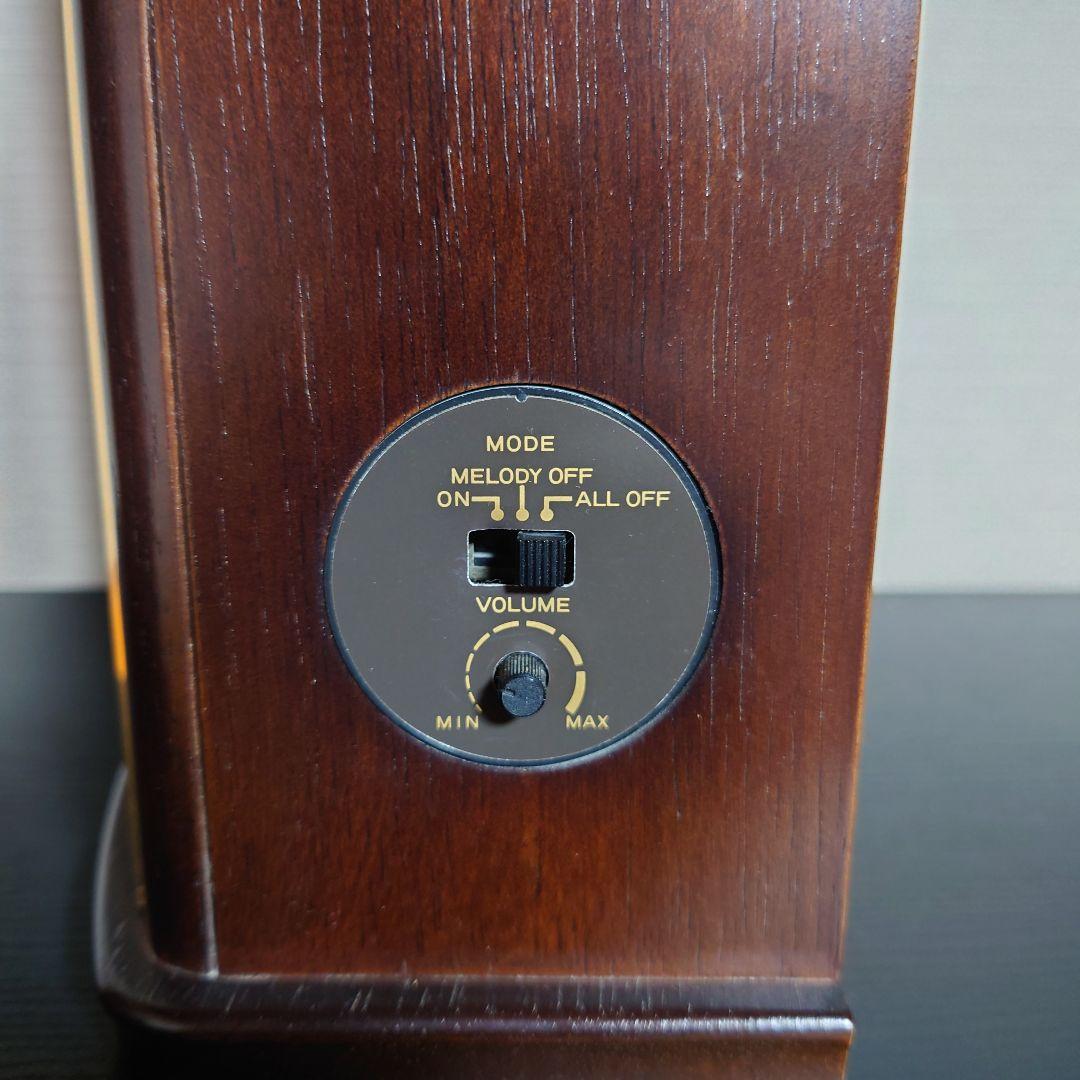 MODE
MELODY OFF
ON ALL OFF
VOLUME
MIN MAX